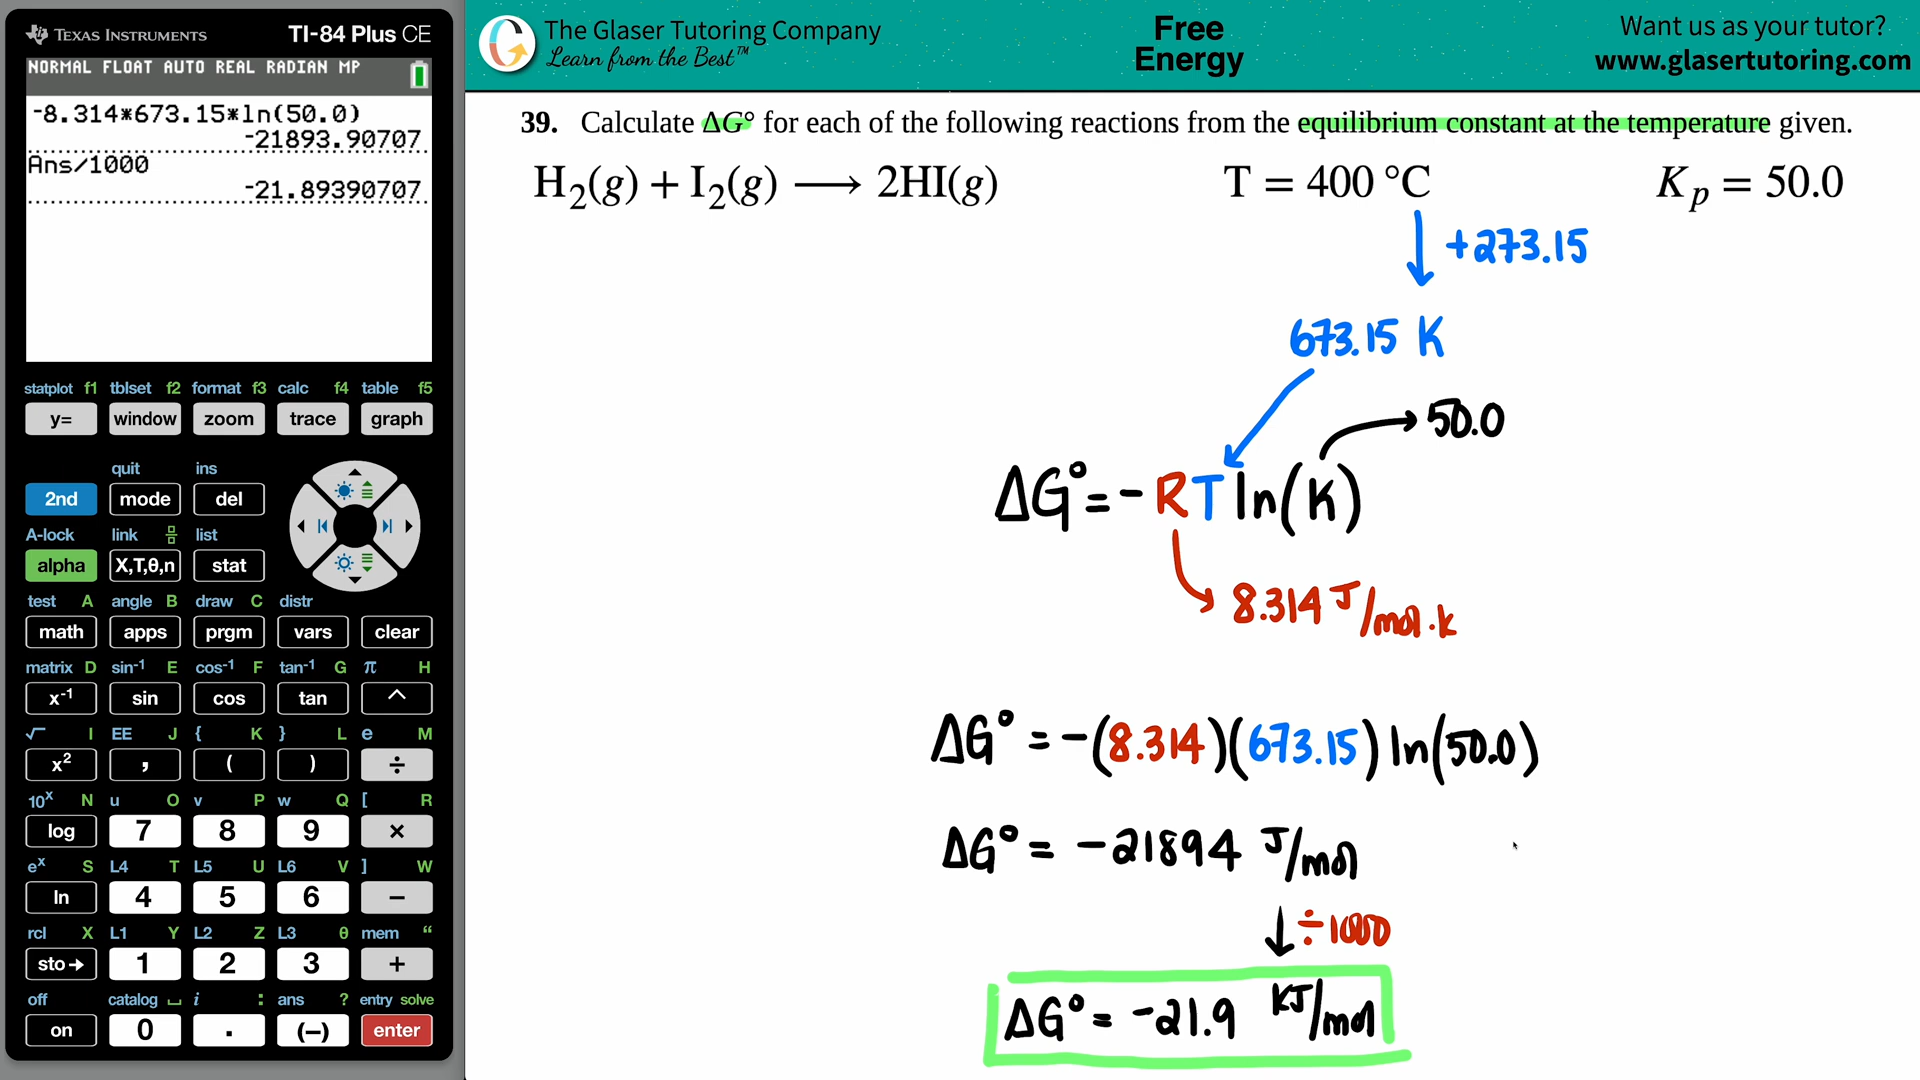 TEXAS INSTRUMENTS TI-84 Plus CE
NORMAL FLOAT AUTO REAL RADIAN MP
-8.314*673.15*ln(50.0)
-21893.90707
Ans/1000
-21.89390707
statplot f1 tblset f2 format f3 calc f4 table f5
y= window zoom trace graph
quit ins
2nd mode del
A-lock link list
alpha X,T,θ,n stat
test A angle B draw C distr
math apps prgm vars clear
matrix D sin⁻¹ E cos⁻¹ F tan⁻¹ G π H
x⁻¹ sin cos tan ^
√ I EE J { K } L e M
x² , ( ) ÷
10ˣ N u O v P w Q [ R
log 7 8 9 ×
eˣ S L4 T L5 U L6 V ] W
ln 4 5 6 −
rcl X L1 Y L2 Z L3 θ mem “
sto→ 1 2 3 +
off catalog ⎵ i : ans ? entry solve
on 0 . (–) enter
The Glaser Tutoring Company
Learn from the Best™
Free
Energy
Want us as your tutor?
www.glasertutoring.com
39. Calculate ΔG° for each of the following reactions from the equilibrium constant at the temperature given.
H₂(g) + I₂(g) ⟶ 2HI(g) T = 400 °C Kₚ = 50.0
+273.15
673.15 K
50.0
ΔG° = -RT ln(K)
8.314 J/mol·K
ΔG° = -(8.314)(673.15) ln(50.0)
ΔG° = -21894 J/mol
÷1000
ΔG° = -21.9 KJ/mol